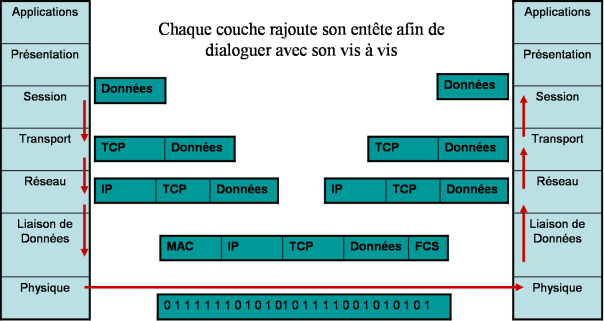 Applications
Chaque couche rajoute son entête afin de
dialoguer avec son vis à vis
Applications
Présentation
Présentation
Session
Données
Données
Session
Transport
TCP Données
TCP Données
Transport
Réseau
IP TCP Données
IP TCP Données
Réseau
Liaison de
Données
MAC IP TCP Données FCS
Liaison de
Données
Physique
Physique
0 1 1 1 1 1 1 0 1 0 1 0 1 0 1 0 1 1 1 1 0 0 1 0 1 0 1 0 1